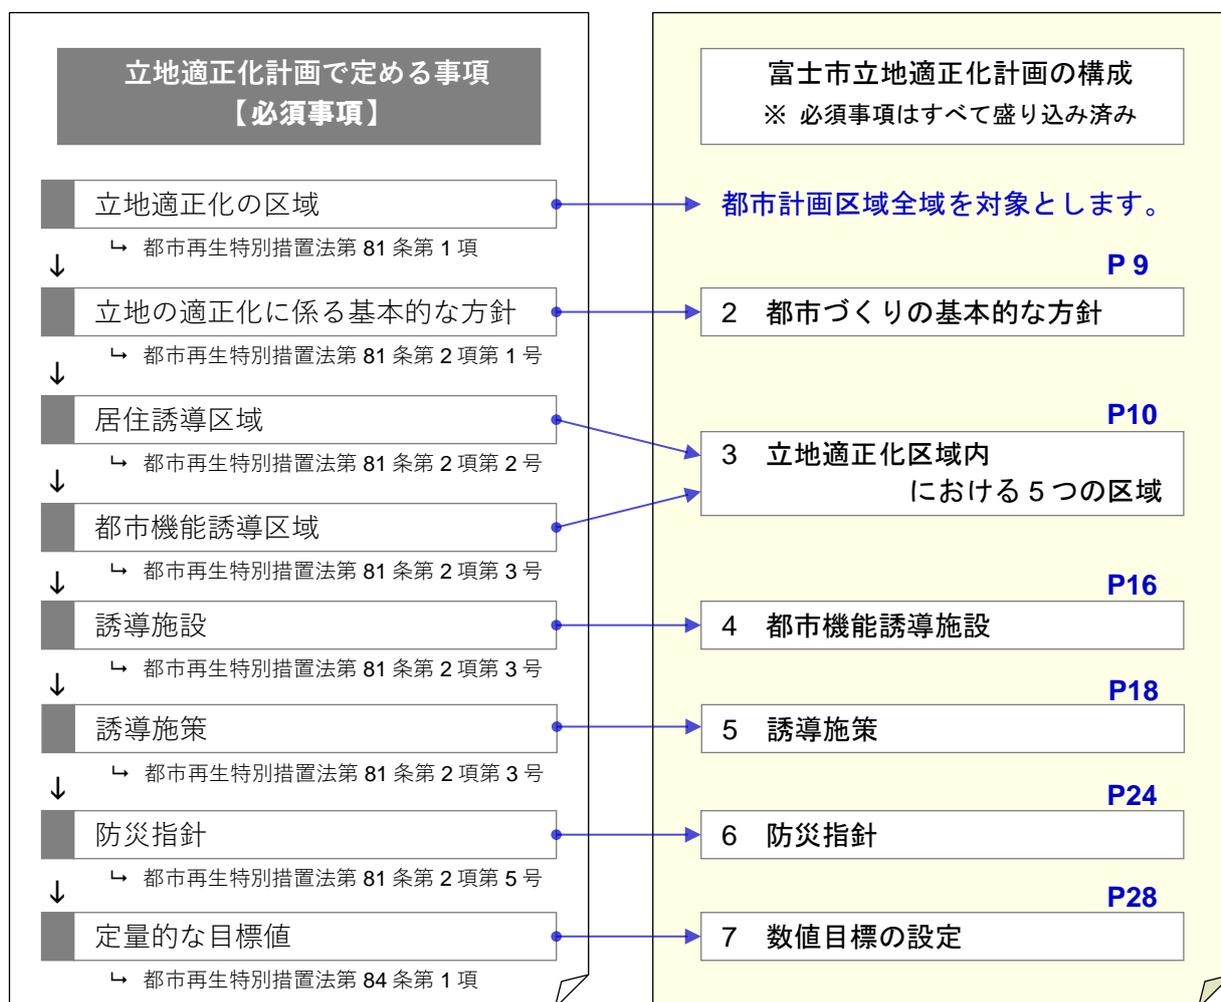 立地適正化計画で定める事項
【必須事項】
立地適正化の区域
↳ 都市再生特別措置法第 81 条第 1 項
↓
立地の適正化に係る基本的な方針
↳ 都市再生特別措置法第 81 条第 2 項第 1 号
↓
居住誘導区域
↳ 都市再生特別措置法第 81 条第 2 項第 2 号
↓
都市機能誘導区域
↳ 都市再生特別措置法第 81 条第 2 項第 3 号
↓
誘導施設
↳ 都市再生特別措置法第 81 条第 2 項第 3 号
↓
誘導施策
↳ 都市再生特別措置法第 81 条第 2 項第 3 号
↓
防災指針
↳ 都市再生特別措置法第 81 条第 2 項第 5 号
↓
定量的な目標値
↳ 都市再生特別措置法第 84 条第 1 項
富士市立地適正化計画の構成
※ 必須事項はすべて盛り込み済み
都市計画区域全域を対象とします。
P 9
2 都市づくりの基本的な方針
P10
3 立地適正化区域内
における 5 つの区域
P16
4 都市機能誘導施設
P18
5 誘導施策
P24
6 防災指針
P28
7 数値目標の設定